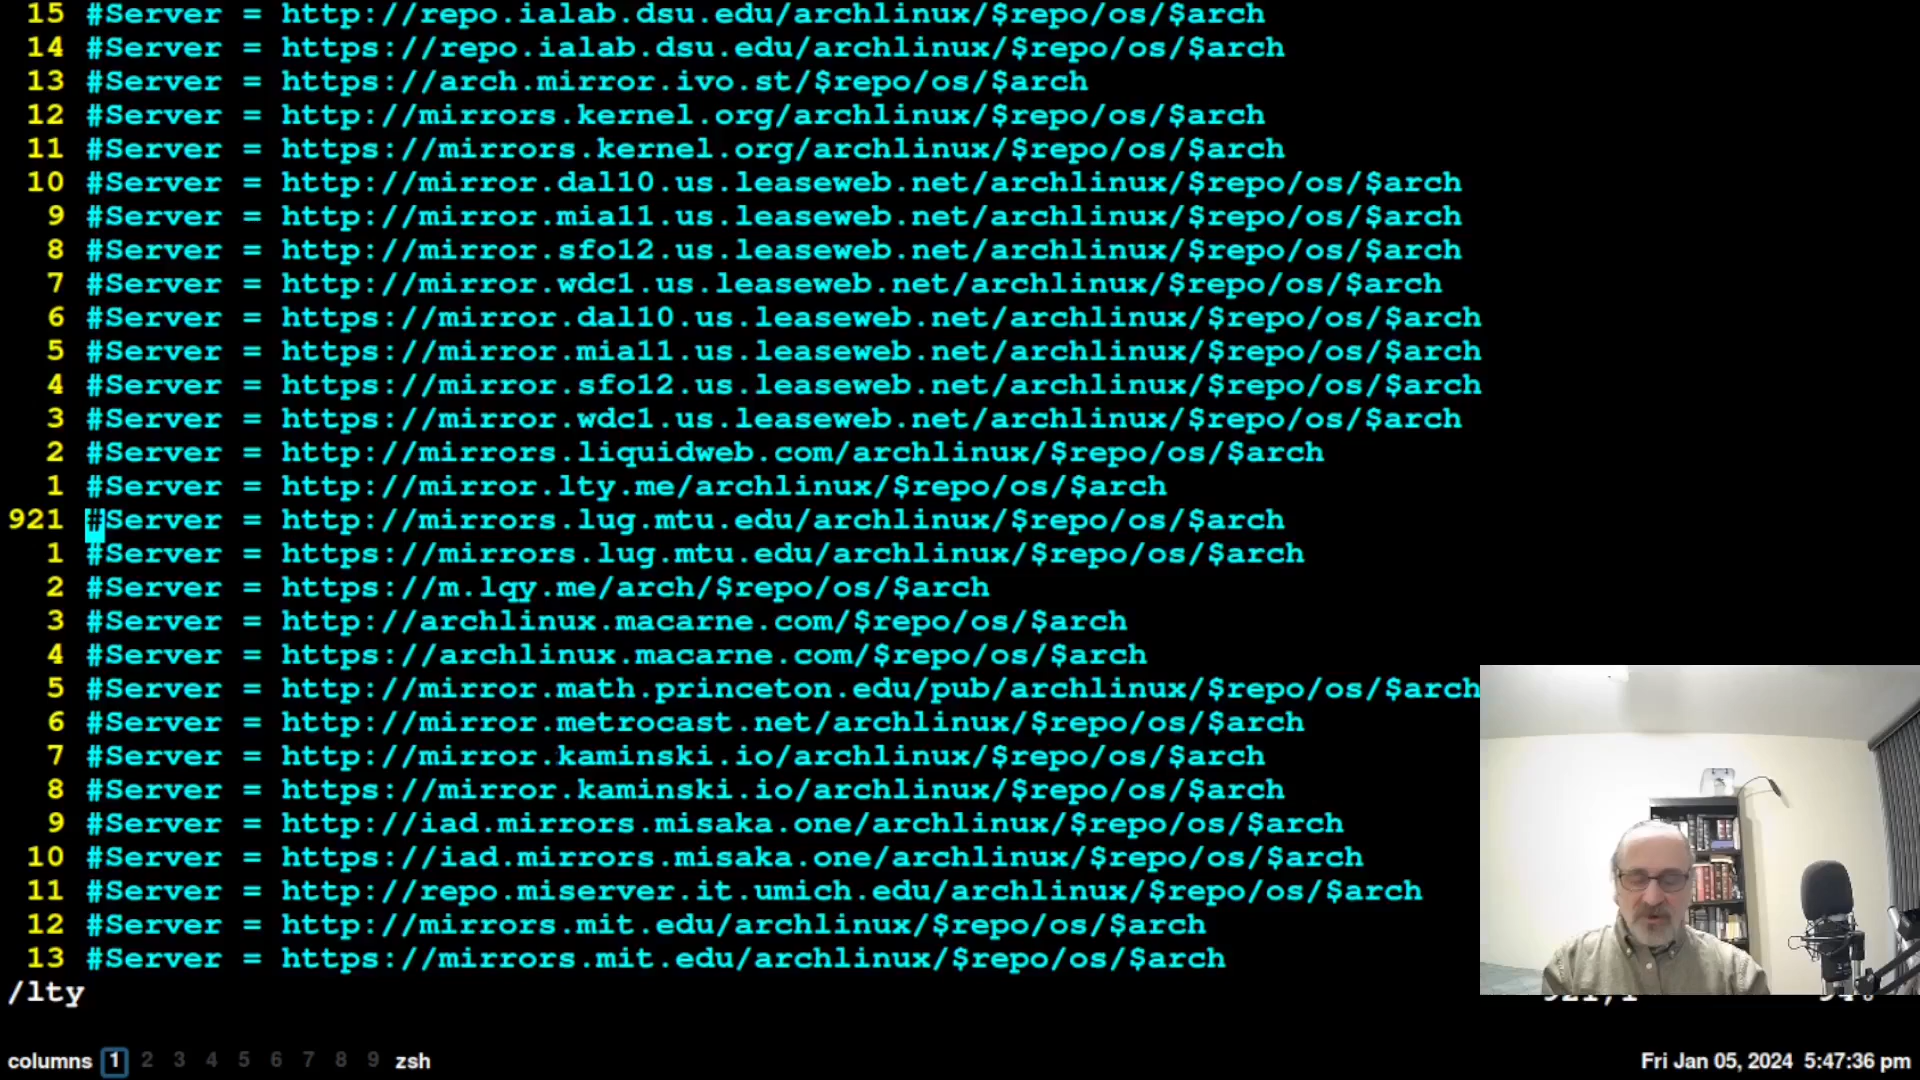 15 #Server = http://repo.ialab.dsu.edu/archlinux/$repo/os/$arch
14 #Server = https://repo.ialab.dsu.edu/archlinux/$repo/os/$arch
13 #Server = https://arch.mirror.ivo.st/$repo/os/$arch
12 #Server = http://mirrors.kernel.org/archlinux/$repo/os/$arch
11 #Server = https://mirrors.kernel.org/archlinux/$repo/os/$arch
10 #Server = http://mirror.dal10.us.leaseweb.net/archlinux/$repo/os/$arch
9 #Server = http://mirror.mia11.us.leaseweb.net/archlinux/$repo/os/$arch
8 #Server = http://mirror.sfo12.us.leaseweb.net/archlinux/$repo/os/$arch
7 #Server = http://mirror.wdc1.us.leaseweb.net/archlinux/$repo/os/$arch
6 #Server = https://mirror.dal10.us.leaseweb.net/archlinux/$repo/os/$arch
5 #Server = https://mirror.mia11.us.leaseweb.net/archlinux/$repo/os/$arch
4 #Server = https://mirror.sfo12.us.leaseweb.net/archlinux/$repo/os/$arch
3 #Server = https://mirror.wdc1.us.leaseweb.net/archlinux/$repo/os/$arch
2 #Server = http://mirrors.liquidweb.com/archlinux/$repo/os/$arch
1 #Server = http://mirror.lty.me/archlinux/$repo/os/$arch
921 #Server = http://mirrors.lug.mtu.edu/archlinux/$repo/os/$arch
1 #Server = https://mirrors.lug.mtu.edu/archlinux/$repo/os/$arch
2 #Server = https://m.lqy.me/arch/$repo/os/$arch
3 #Server = http://archlinux.macarne.com/$repo/os/$arch
4 #Server = https://archlinux.macarne.com/$repo/os/$arch
5 #Server = http://mirror.math.princeton.edu/pub/archlinux/$repo/os/$arch
6 #Server = http://mirror.metrocast.net/archlinux/$repo/os/$arch
7 #Server = http://mirror.kaminski.io/archlinux/$repo/os/$arch
8 #Server = https://mirror.kaminski.io/archlinux/$repo/os/$arch
9 #Server = http://iad.mirrors.misaka.one/archlinux/$repo/os/$arch
10 #Server = https://iad.mirrors.misaka.one/archlinux/$repo/os/$arch
11 #Server = http://repo.miserver.it.umich.edu/archlinux/$repo/os/$arch
12 #Server = http://mirrors.mit.edu/archlinux/$repo/os/$arch
13 #Server = https://mirrors.mit.edu/archlinux/$repo/os/$arch
/lty
columns 1 2 3 4 5 6 7 8 9 zsh Fri Jan 05, 2024 5:47:36 pm